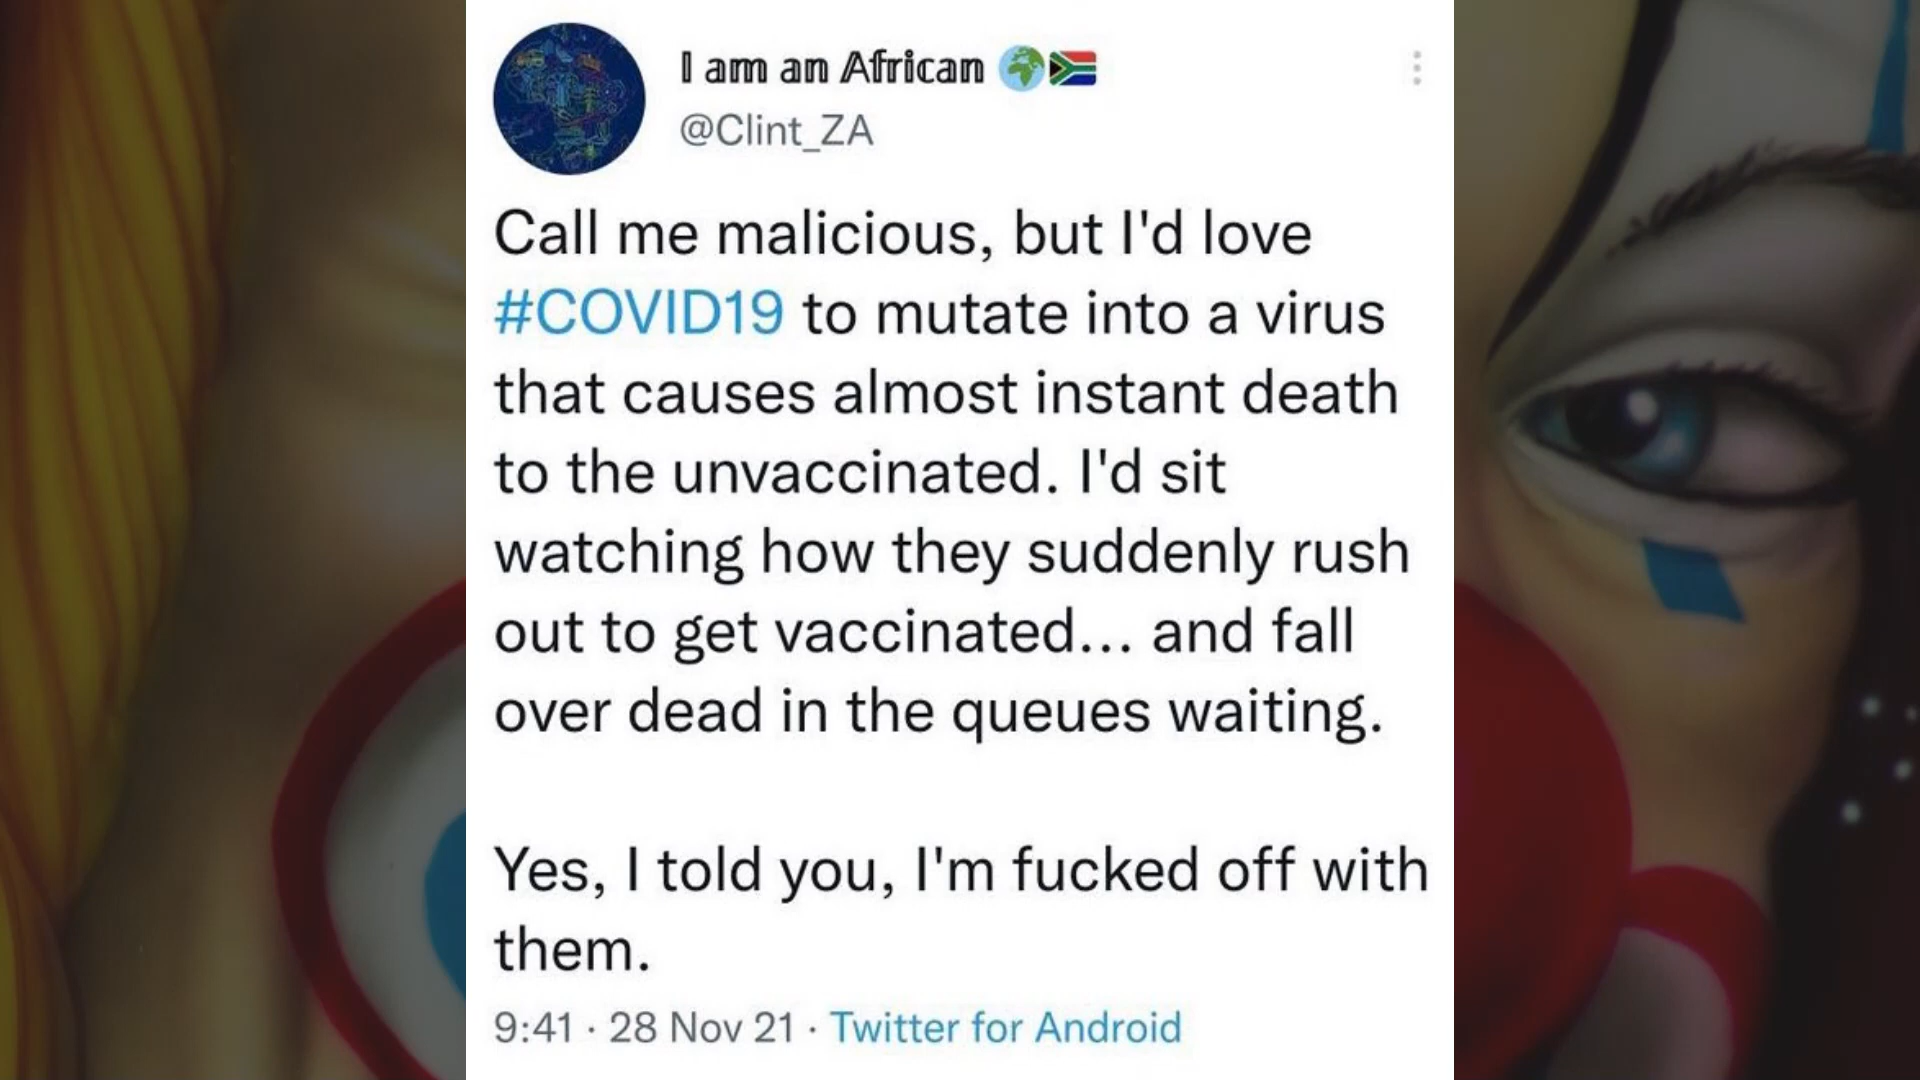 I am an African 🌍🇿🇦
@Clint_ZA
Call me malicious, but I'd love
#COVID19 to mutate into a virus
that causes almost instant death
to the unvaccinated. I'd sit
watching how they suddenly rush
out to get vaccinated... and fall
over dead in the queues waiting.
Yes, I told you, I'm fucked off with
them.
9:41 · 28 Nov 21 · Twitter for Android